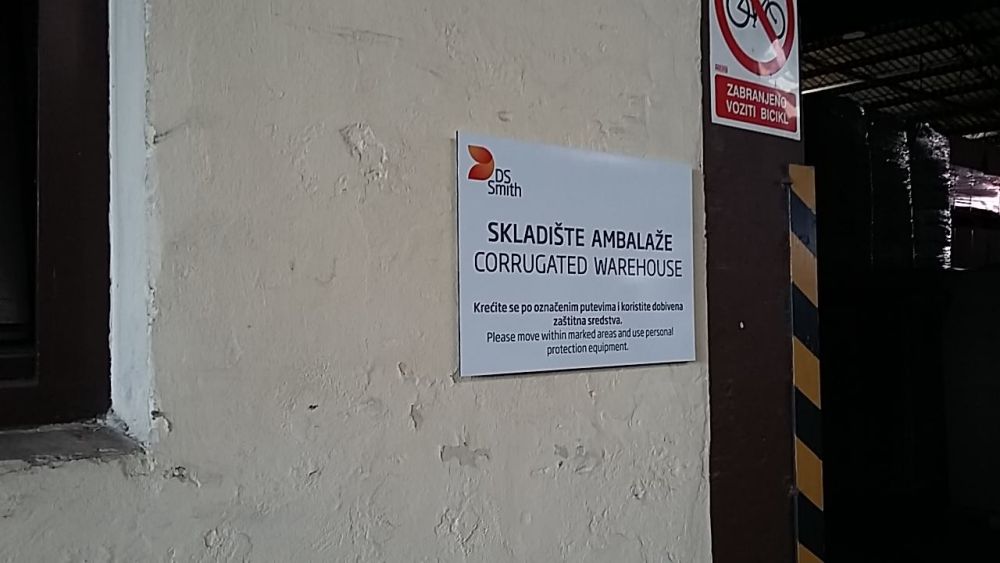 ZABRANJENO
VOZITI BICIKL
DS
Smith
SKLADIŠTE AMBALAŽE
CORRUGATED WAREHOUSE
Krećite se po označenim putevima i koristite dobivena
zaštitna sredstva.
Please move within marked areas and use personal
protection equipment.